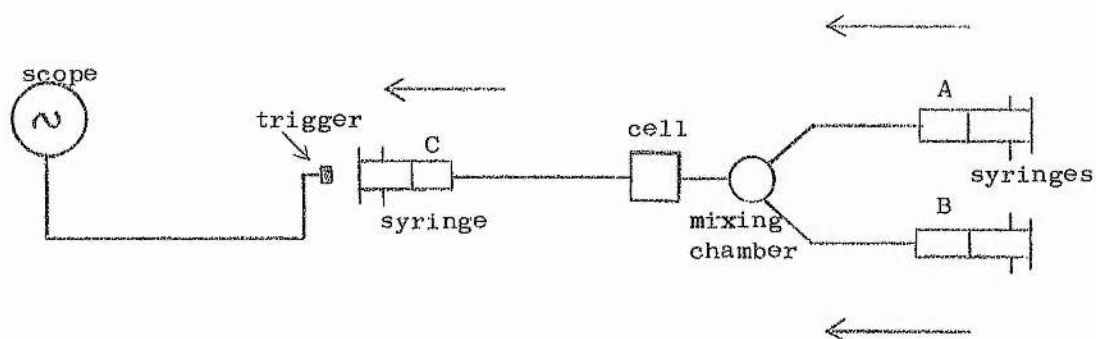 scope
trigger
C
syringe
cell
mixing
chamber
A
syringes
B